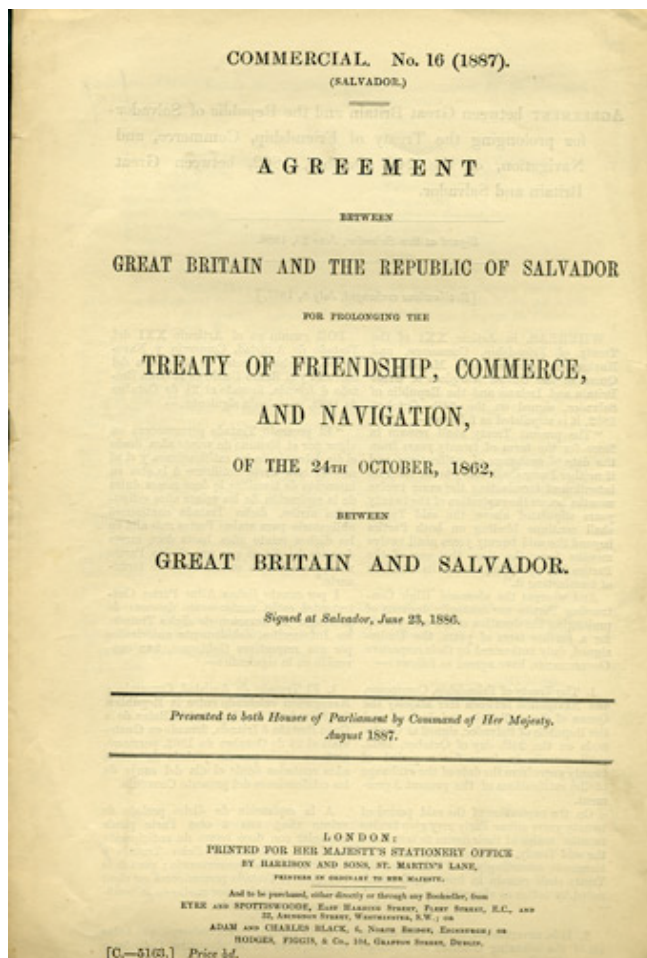 COMMERCIAL. No. 16 (1887).
(SALVADOR.)
AGREEMENT
BETWEEN
GREAT BRITAIN AND THE REPUBLIC OF SALVADOR
FOR PROLONGING THE
TREATY OF FRIENDSHIP, COMMERCE,
AND NAVIGATION,
OF THE 24TH OCTOBER, 1862,
BETWEEN
GREAT BRITAIN AND SALVADOR.
Signed at Salvador, June 23, 1886.
Presented to both Houses of Parliament by Command of Her Majesty.
August 1887.
LONDON:
PRINTED FOR HER MAJESTY'S STATIONERY OFFICE
BY HARRISON AND SONS, ST. MARTIN'S LANE,
PRINTERS IN ORDINARY TO HER MAJESTY.
And to be purchased, either directly or through any Bookseller, from
EYRE AND SPOTTISWOODE, EAST HARDING STREET, FLEET STREET, E.C., AND
32, ABINGDON STREET, WESTMINSTER, S.W.; OR
ADAM AND CHARLES BLACK, 6, NORTH BRIDGE, EDINBURGH; OR
HODGES, FIGGIS, & Co., 104, GRAFTON STREET, DUBLIN.
[C.—5163.] Price